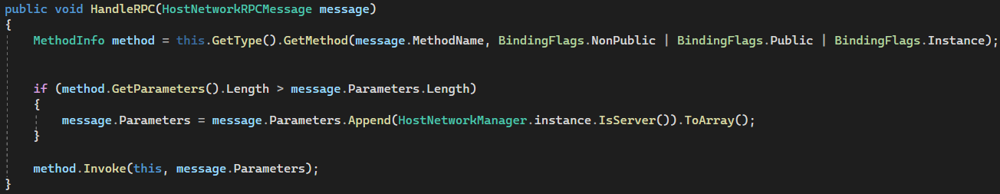 public void HandleRPC(HostNetworkRPCMessage message)
{
MethodInfo method = this.GetType().GetMethod(message.MethodName, BindingFlags.NonPublic | BindingFlags.Public | BindingFlags.Instance);
if (method.GetParameters().Length > message.Parameters.Length)
{
message.Parameters = message.Parameters.Append(HostNetworkManager.instance.IsServer()).ToArray();
}
method.Invoke(this, message.Parameters);
}